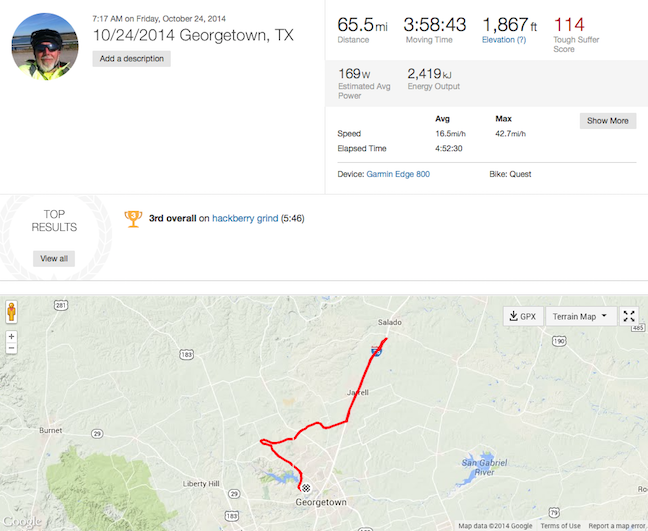 7:17 AM on Friday, October 24, 2014
10/24/2014 Georgetown, TX
Add a description
65.5mi
Distance
3:58:43
Moving Time
1,867ft
Elevation (?)
114
Tough Suffer
Score
169W
Estimated Avg
Power
2,419kJ
Energy Output
Avg Max
Show More
Speed 16.5mi/h 42.7mi/h
Elapsed Time 4:52:30
Device: Garmin Edge 800 Bike: Quest
TOP
RESULTS
View all
3
3rd overall on hackberry grind (5:46)
281
GPX
Terrain Map
Salado
485
190
+
−
183
Jarrell
Burnet
29
183
San Gabriel
River
Liberty Hill
29
Georgetown
Ro
Google
183
79
Map data ©2014 Google Terms of Use Report a map error